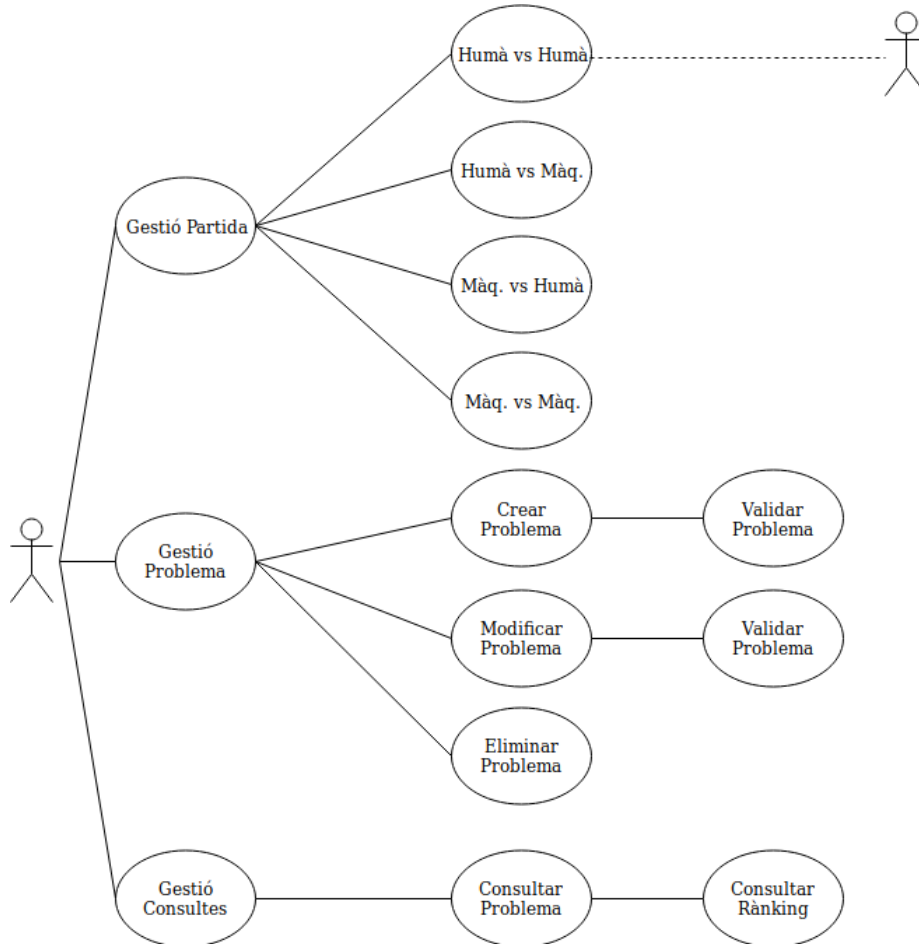 Humà vs Humà
Humà vs Màq.
Gestió Partida
Màq. vs Humà
Màq. vs Màq.
Crear
Problema
Validar
Problema
Gestió
Problema
Modificar
Problema
Validar
Problema
Eliminar
Problema
Gestió
Consultes
Consultar
Problema
Consultar
Rànking